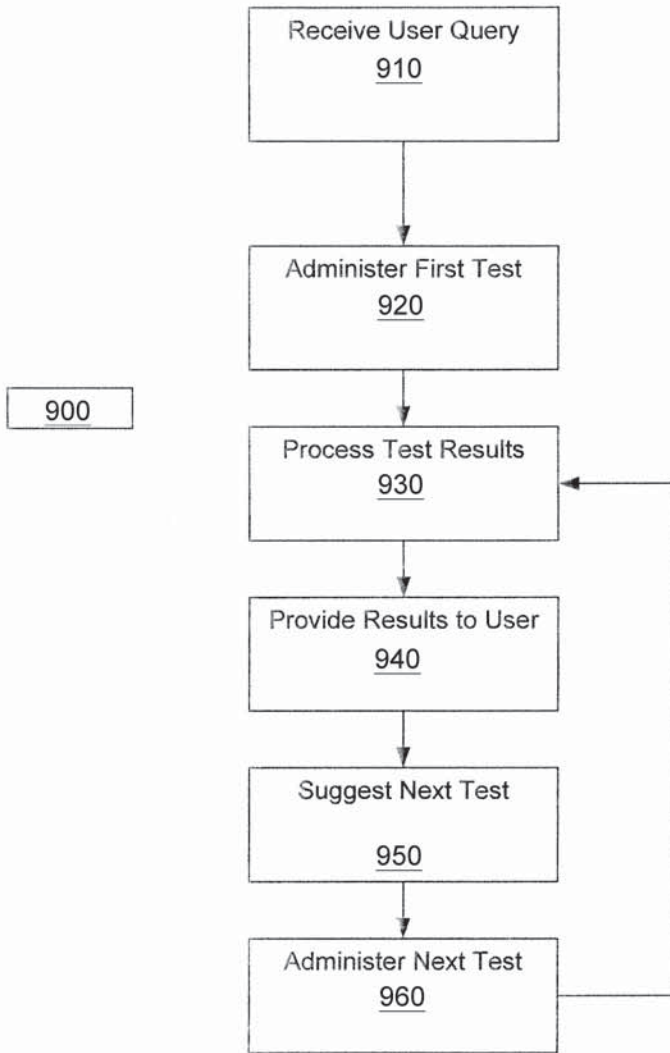 Receive User Query
910
Administer First Test
920
900
Process Test Results
930
Provide Results to User
940
Suggest Next Test
950
Administer Next Test
960